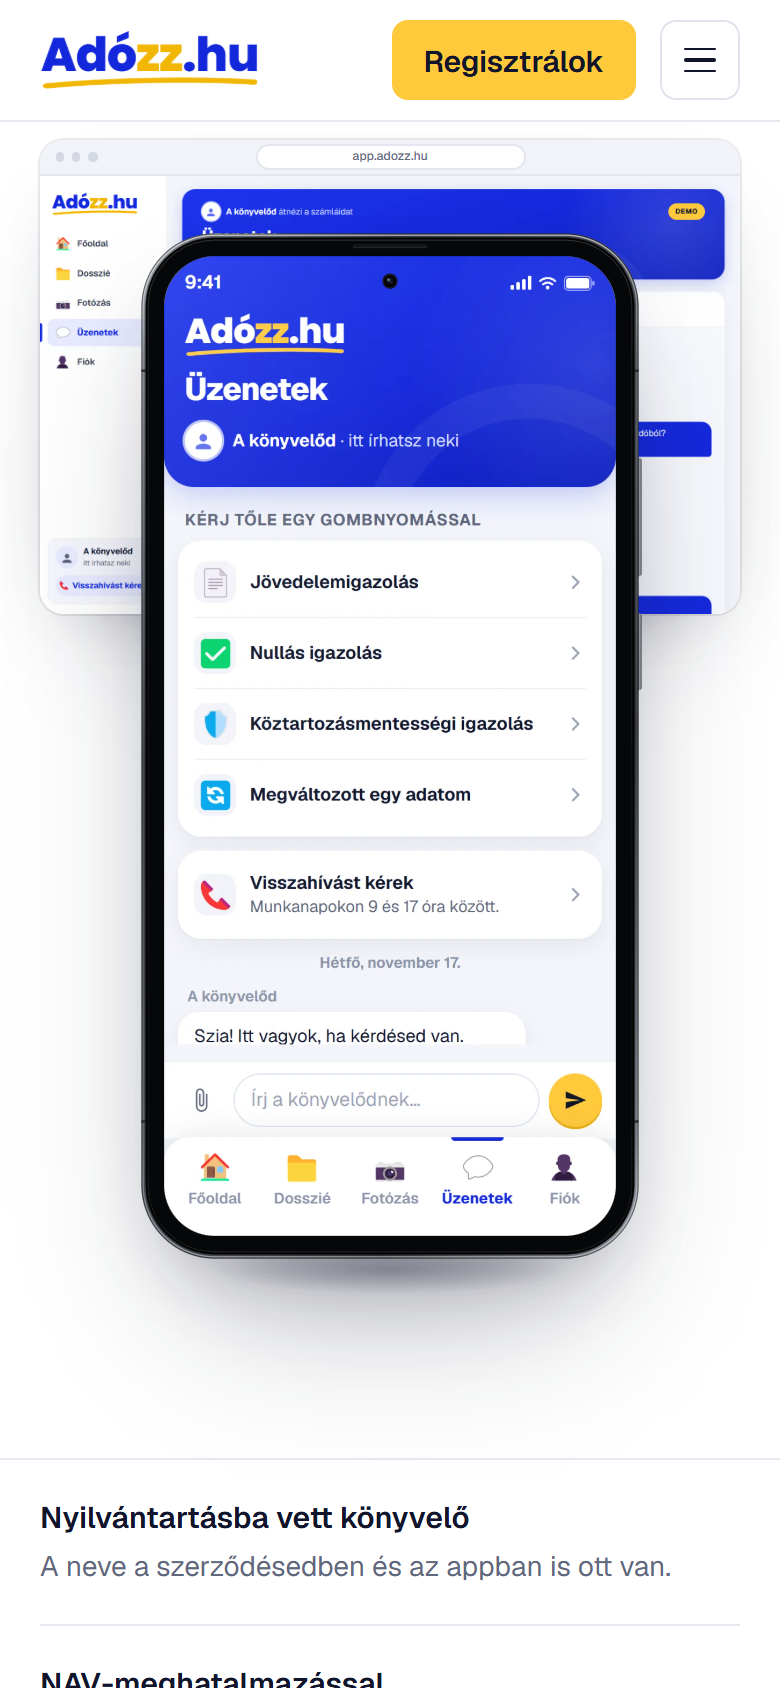 Adózz.hu
Regisztrálok
app.adozz.hu
Adózz.hu
Főoldal
Dosszié
Fotózás
Üzenetek
Fiók
A könyvelőd
itt írhatsz neki
A könyvelőd átnézi a számláidat
DEMO
9:41
Adózz.hu
Üzenetek
A könyvelőd · itt írhatsz neki
KÉRJ TŐLE EGY GOMBNYOMÁSSAL
Jövedelemigazolás
Nullás igazolás
Köztartozásmentességi igazolás
Megváltozott egy adatom
Visszahívást kérek
Munkanapokon 9 és 17 óra között.
Hétfő, november 17.
A könyvelőd
Szia! Itt vagyok, ha kérdésed van.
Írj a könyvelődnek...
Főoldal
Dosszié
Fotózás
Üzenetek
Fiók
Nyilvántartásba vett könyvelő
A neve a szerződésedben és az appban is ott van.
NAV-meghatalmazással